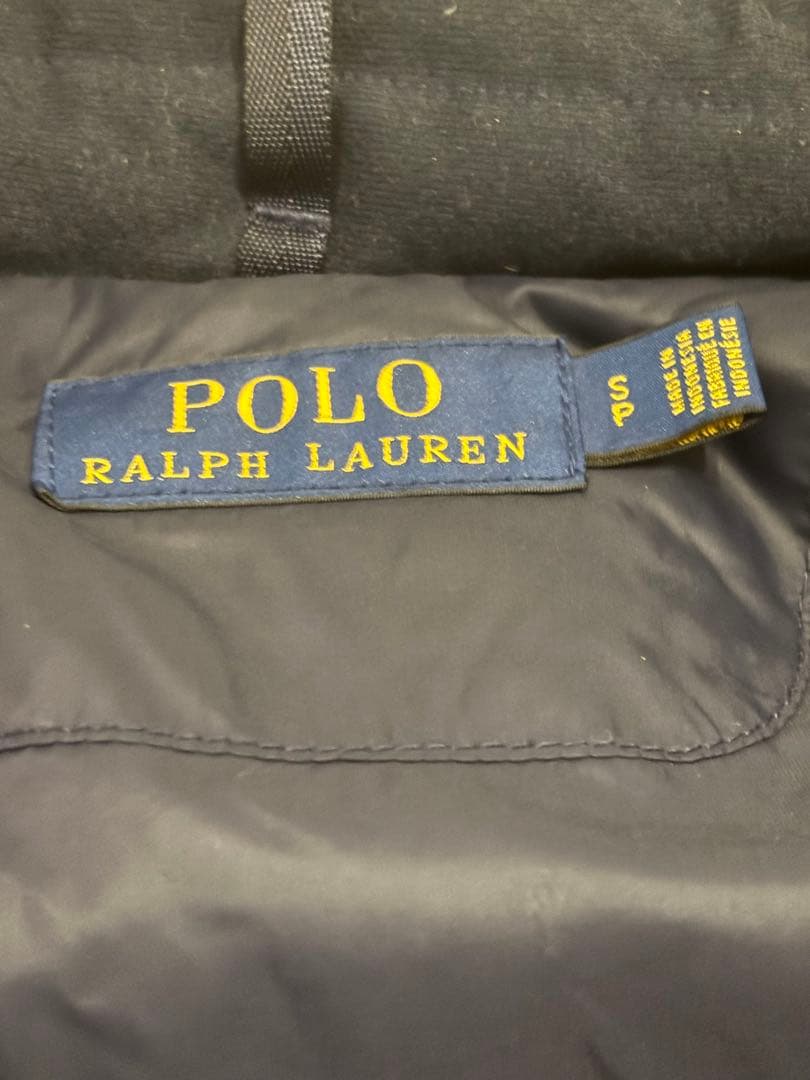 POLO
RALPH LAUREN
S
P
MADE IN
INDONESIA
FABRIQUÉ EN
INDONÉSIE